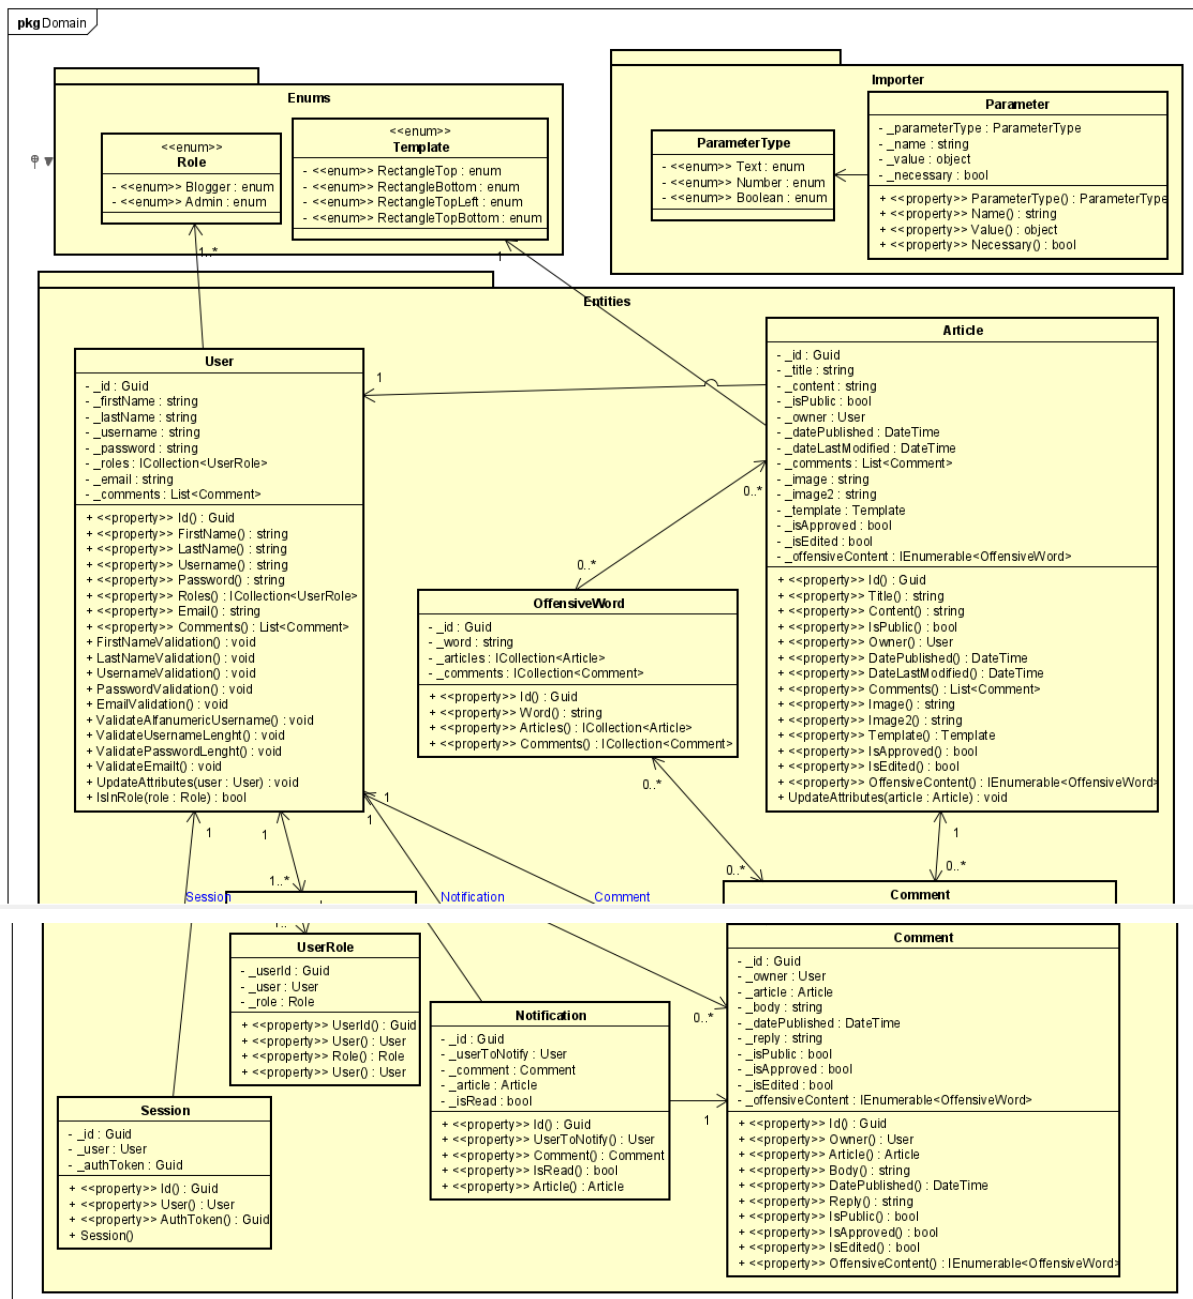 pkg Domain
Enums
<<enum>>
Role
- <<enum>> Blogger : enum
- <<enum>> Admin : enum
<<enum>>
Template
- <<enum>> RectangleTop : enum
- <<enum>> RectangleBottom : enum
- <<enum>> RectangleTopLeft : enum
- <<enum>> RectangleTopBottom : enum
Importer
ParameterType
- <<enum>> Text : enum
- <<enum>> Number : enum
- <<enum>> Boolean : enum
Parameter
- _parameterType : ParameterType
- _name : string
- _value : object
- _necessary : bool
+ <<property>> ParameterType() : ParameterType
+ <<property>> Name() : string
+ <<property>> Value() : object
+ <<property>> Necessary() : bool
1..*
1
Entities
User
- _id : Guid
- _firstName : string
- _lastName : string
- _username : string
- _password : string
- _roles : ICollection<UserRole>
- _email : string
- _comments : List<Comment>
+ <<property>> Id() : Guid
+ <<property>> FirstName() : string
+ <<property>> LastName() : string
+ <<property>> Username() : string
+ <<property>> Password() : string
+ <<property>> Roles() : ICollection<UserRole>
+ <<property>> Email() : string
+ <<property>> Comments() : List<Comment>
+ FirstNameValidation() : void
+ LastNameValidation() : void
+ UsernameValidation() : void
+ PasswordValidation() : void
+ EmailValidation() : void
+ ValidateAlfanumericUsername() : void
+ ValidateUsernameLenght() : void
+ ValidatePasswordLenght() : void
+ ValidateEmailt() : void
+ UpdateAttributes(user : User) : void
+ IsInRole(role : Role) : bool
1
Article
- _id : Guid
- _title : string
- _content : string
- _isPublic : bool
- _owner : User
- _datePublished : DateTime
- _dateLastModified : DateTime
- _comments : List<Comment>
- _image : string
- _image2 : string
- _template : Template
- _isApproved : bool
- _isEdited : bool
- _offensiveContent : IEnumerable<OffensiveWord>
+ <<property>> Id() : Guid
+ <<property>> Title() : string
+ <<property>> Content() : string
+ <<property>> IsPublic() : bool
+ <<property>> Owner() : User
+ <<property>> DatePublished() : DateTime
+ <<property>> DateLastModified() : DateTime
+ <<property>> Comments() : List<Comment>
+ <<property>> Image() : string
+ <<property>> Image2() : string
+ <<property>> Template() : Template
+ <<property>> IsApproved() : bool
+ <<property>> IsEdited() : bool
+ <<property>> OffensiveContent() : IEnumerable<OffensiveWord>
+ UpdateAttributes(article : Article) : void
0..*
0..*
OffensiveWord
- _id : Guid
- _word : string
- _articles : ICollection<Article>
- _comments : ICollection<Comment>
+ <<property>> Id() : Guid
+ <<property>> Word() : string
+ <<property>> Articles() : ICollection<Article>
+ <<property>> Comments() : ICollection<Comment>
0..*
1
1
1
1
1
1..*
0..*
0..*
Session
Notification
Comment
Comment
UserRole
- _userId : Guid
- _user : User
- _role : Role
+ <<property>> UserId() : Guid
+ <<property>> User() : User
+ <<property>> Role() : Role
+ <<property>> User() : User
Notification
- _id : Guid
- _userToNotify : User
- _comment : Comment
- _article : Article
- _isRead : bool
+ <<property>> Id() : Guid
+ <<property>> UserToNotify() : User
+ <<property>> Comment() : Comment
+ <<property>> IsRead() : bool
+ <<property>> Article() : Article
0..*
1
Comment
- _id : Guid
- _owner : User
- _article : Article
- _body : string
- _datePublished : DateTime
- _reply : string
- _isPublic : bool
- _isApproved : bool
- _isEdited : bool
- _offensiveContent : IEnumerable<OffensiveWord>
+ <<property>> Id() : Guid
+ <<property>> Owner() : User
+ <<property>> Article() : Article
+ <<property>> Body() : string
+ <<property>> DatePublished() : DateTime
+ <<property>> Reply() : string
+ <<property>> IsPublic() : bool
+ <<property>> IsApproved() : bool
+ <<property>> IsEdited() : bool
+ <<property>> OffensiveContent() : IEnumerable<OffensiveWord>
Session
- _id : Guid
- _user : User
- _authToken : Guid
+ <<property>> Id() : Guid
+ <<property>> User() : User
+ <<property>> AuthToken() : Guid
+ Session()